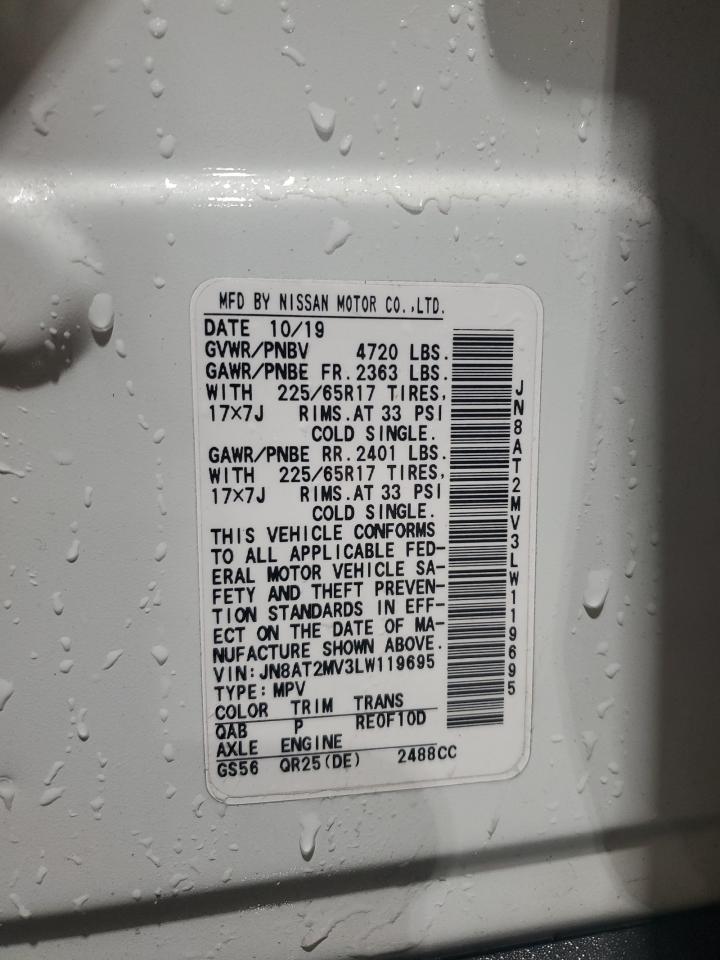 MFD BY NISSAN MOTOR CO.,LTD.
DATE 10/19
GVWR/PNBV 4720 LBS.
GAWR/PNBE FR. 2363 LBS.
WITH 225/65R17 TIRES,
17×7J RIMS.AT 33 PSI
COLD SINGLE.
GAWR/PNBE RR. 2401 LBS.
WITH 225/65R17 TIRES,
17×7J RIMS.AT 33 PSI
COLD SINGLE.
THIS VEHICLE CONFORMS
TO ALL APPLICABLE FED-
ERAL MOTOR VEHICLE SA-
FETY AND THEFT PREVEN-
TION STANDARDS IN EFF-
ECT ON THE DATE OF MA-
NUFACTURE SHOWN ABOVE.
VIN:JN8AT2MV3LW119695
TYPE:MPV
COLOR TRIM TRANS
QAB P RE0F10D
AXLE ENGINE
GS56 QR25(DE) 2488CC
JN8AT2MV3LW119695